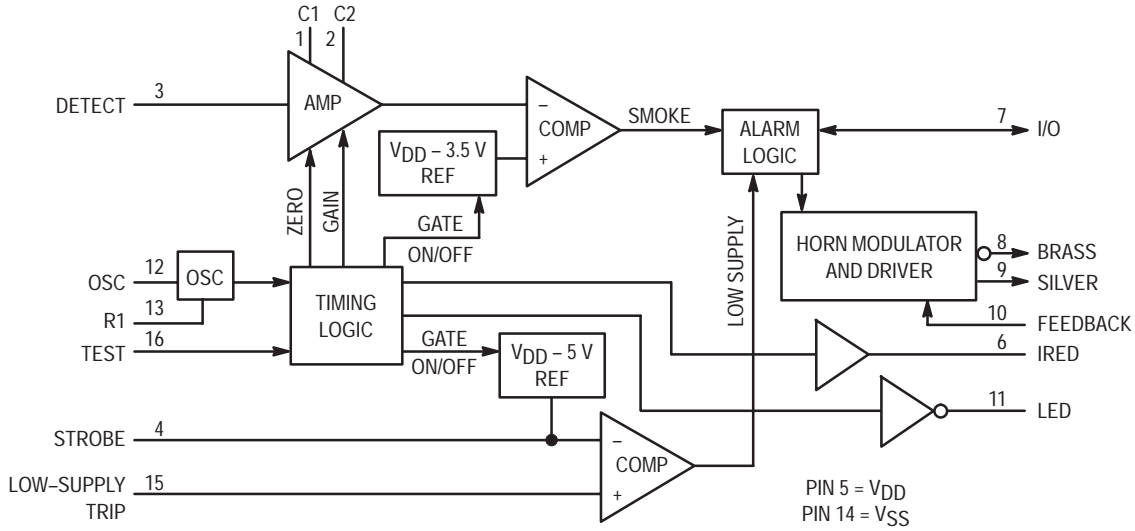 C1 C2
1 2
DETECT 3
AMP
–
COMP
+
SMOKE
ALARM
LOGIC
7 I/O
VDD – 3.5 V
REF
ZERO
GAIN
GATE
ON/OFF
LOW SUPPLY
HORN MODULATOR
AND DRIVER
8 BRASS
9 SILVER
10 FEEDBACK
6 IRED
11 LED
OSC 12
OSC
R1 13
TEST 16
TIMING
LOGIC
GATE
ON/OFF
VDD – 5 V
REF
STROBE 4
–
COMP
+
LOW–SUPPLY
TRIP
15
PIN 5 = VDD
PIN 14 = VSS